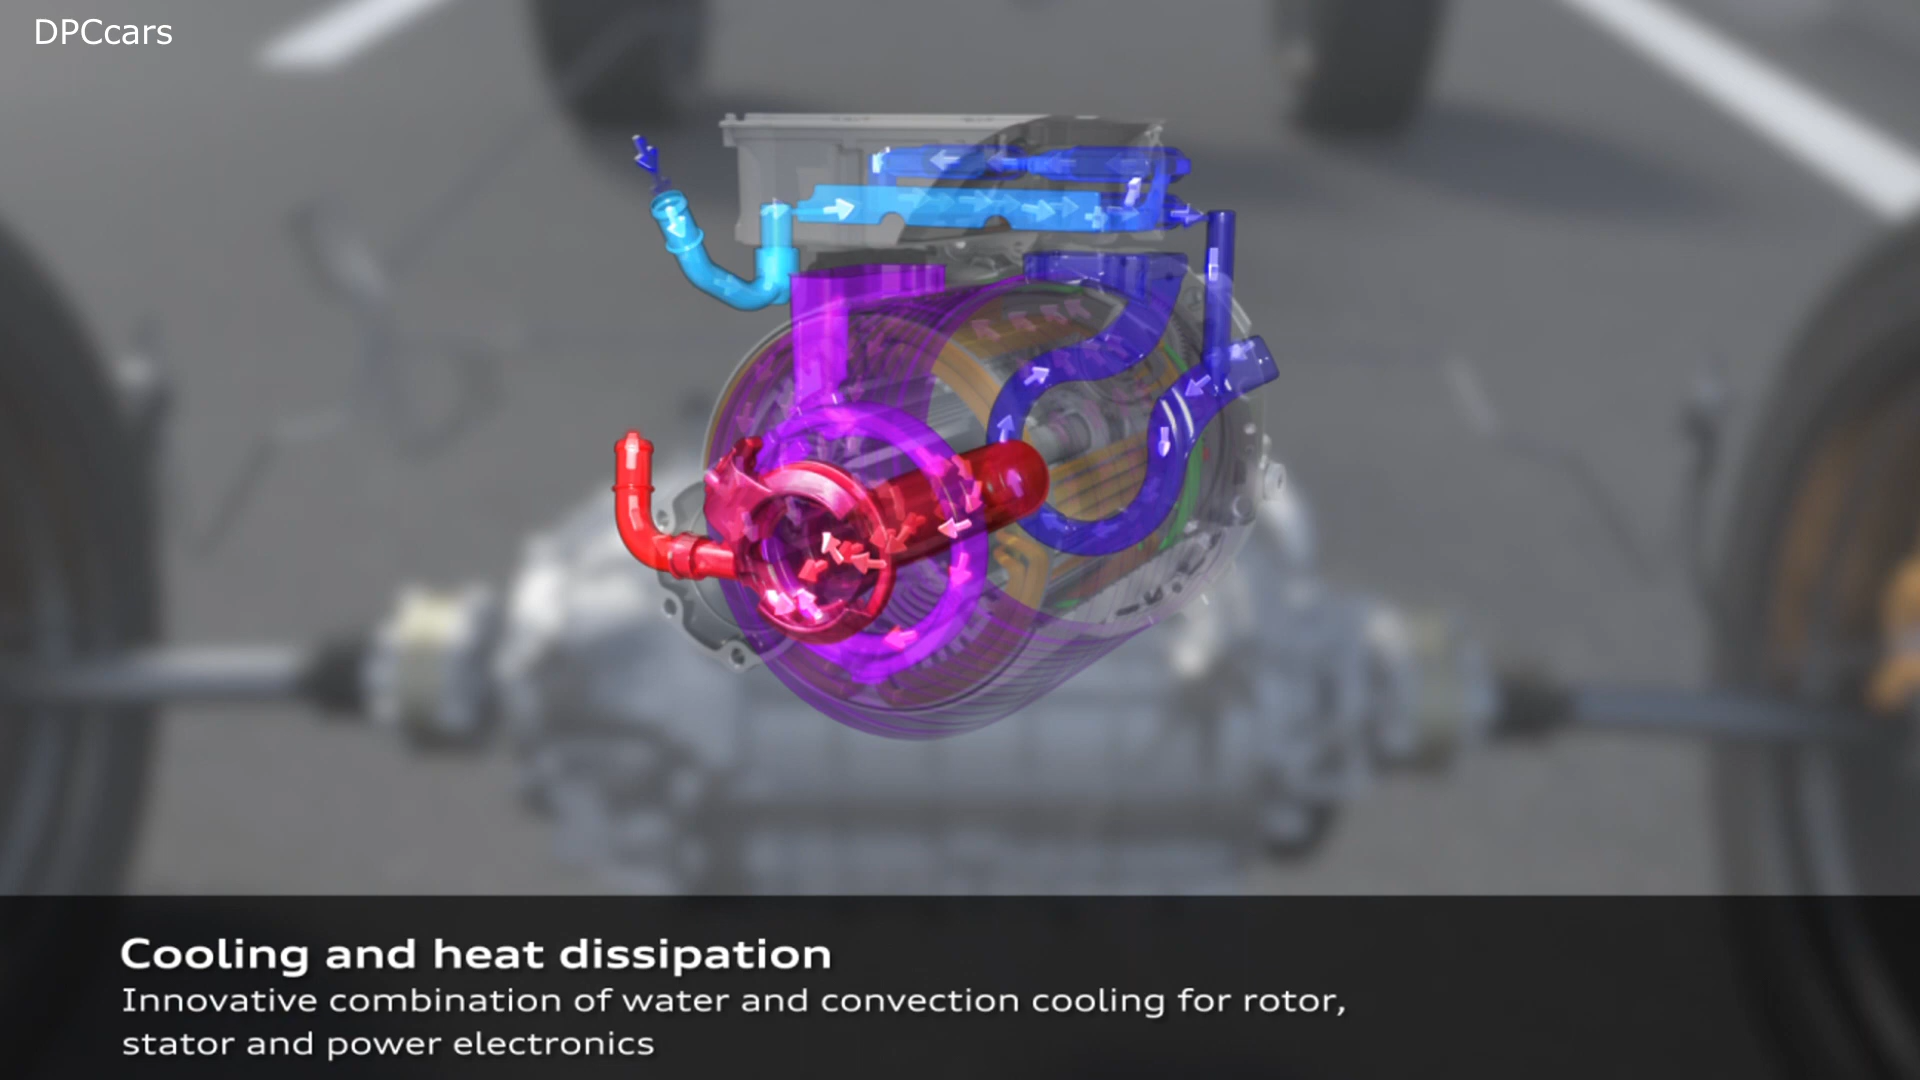 DPCcars
Cooling and heat dissipation
Innovative combination of water and convection cooling for rotor,
stator and power electronics